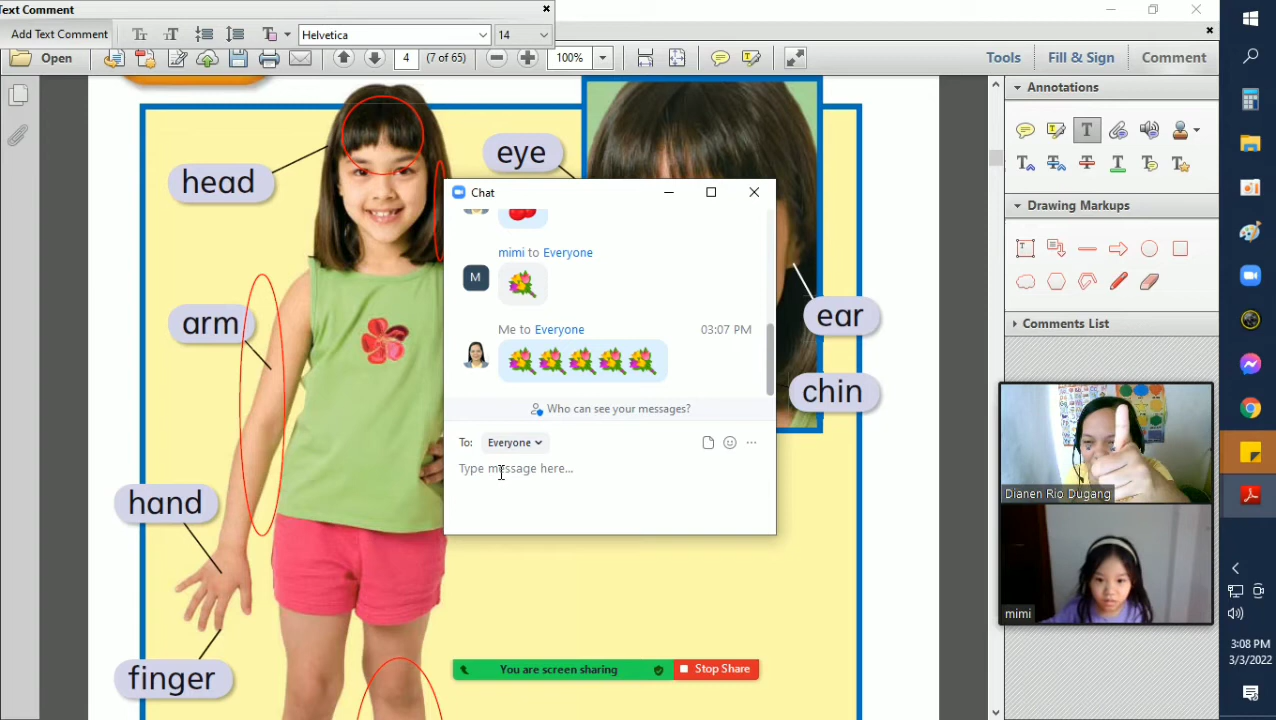 Text Comment
Add Text Comment
Helvetica
14
Open
4
(7 of 65)
100%
Tools
Fill & Sign
Comment
Annotations
Drawing Markups
Comments List
head
eye
arm
ear
chin
hand
finger
Chat
mimi to Everyone
M
Me to Everyone
03:07 PM
Who can see your messages?
To:
Everyone
Type message here...
You are screen sharing
Stop Share
Dianen Rio Dugang
mimi
3:08 PM
3/3/2022